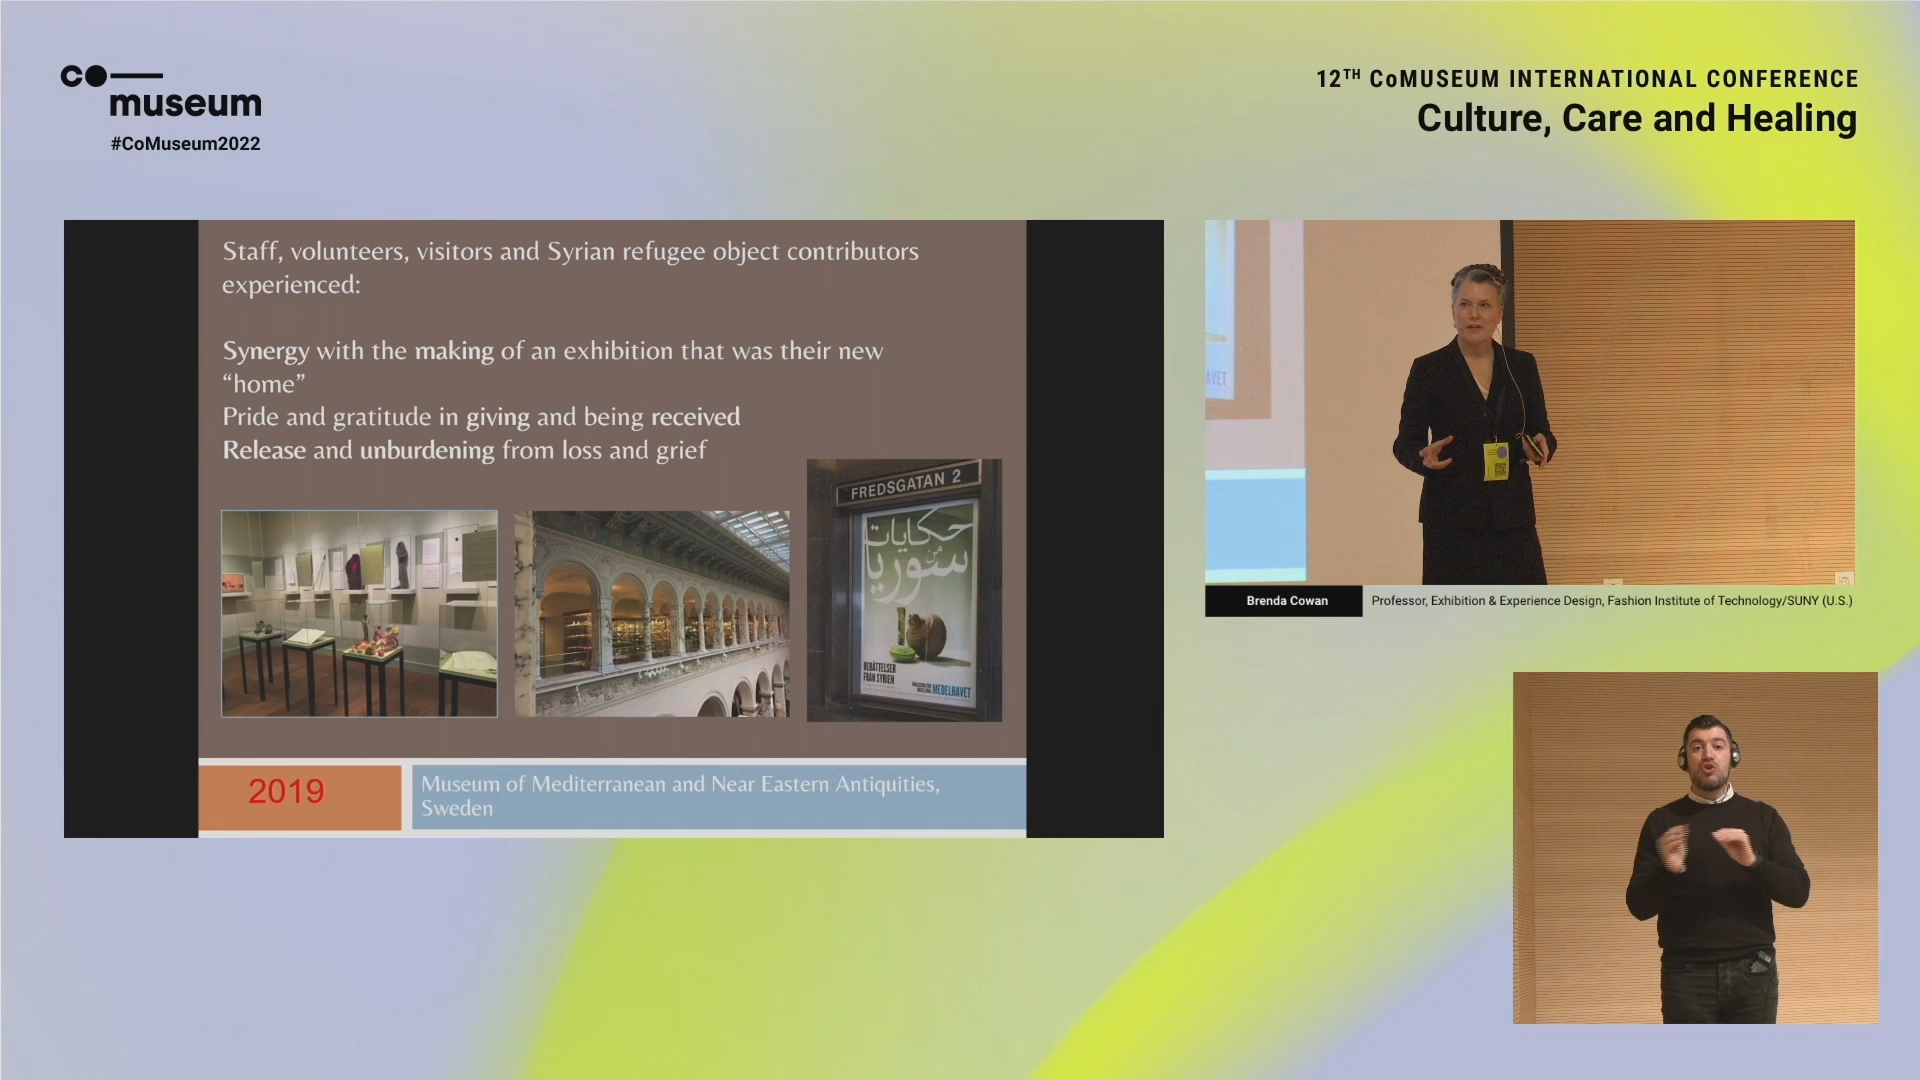 co
museum
#CoMuseum2022
12TH CoMUSEUM INTERNATIONAL CONFERENCE
Culture, Care and Healing
Staff, volunteers, visitors and Syrian refugee object contributors
experienced:
Synergy with the making of an exhibition that was their new
“home”
Pride and gratitude in giving and being received
Release and unburdening from loss and grief
FREDSGATAN 2
حكايات
من
سوريا
BERÄTTELSER
FRÅN SYRIEN
MEDELHAVET
2019
Museum of Mediterranean and Near Eastern Antiquities,
Sweden
AVET
Brenda Cowan
Professor, Exhibition & Experience Design, Fashion Institute of Technology/SUNY (U.S.)